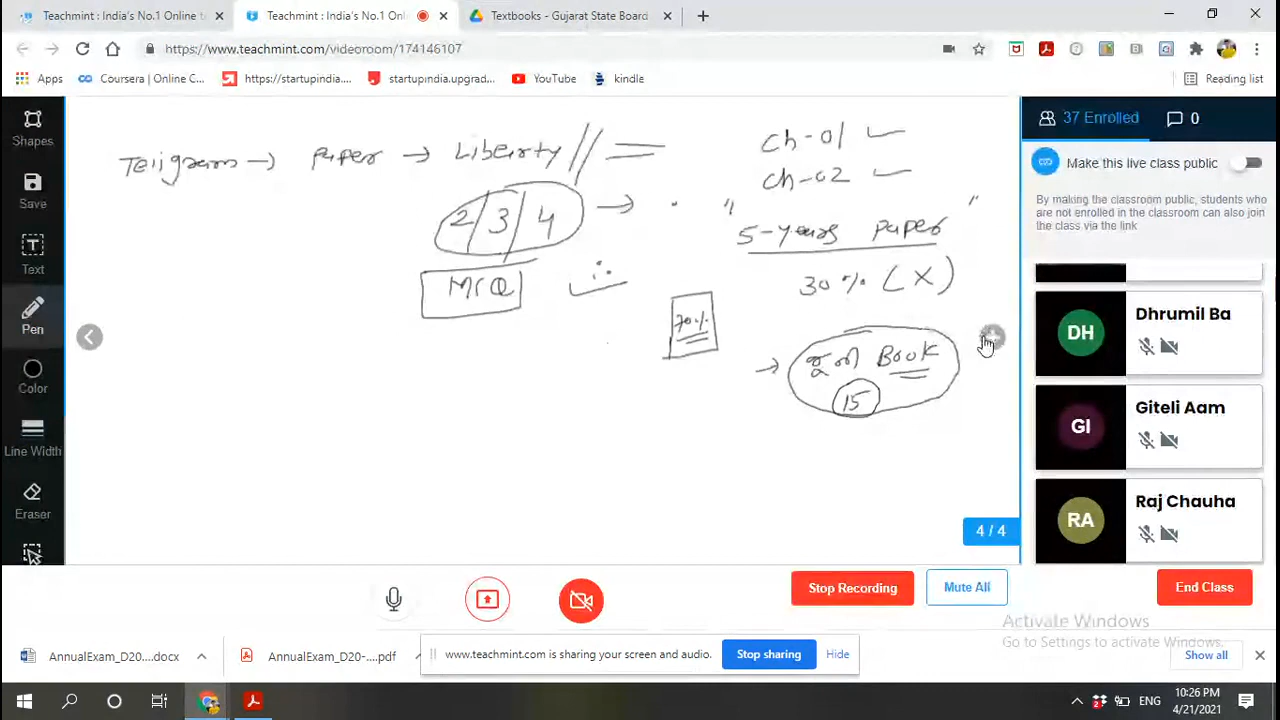 Teachmint : India's No.1 Online t
Teachmint : India's No.1 Onl
Textbooks - Gujarat State Board
https://www.teachmint.com/videoroom/174146107
Apps
Coursera | Online C...
https://startupindia....
startupindia.upgrad...
YouTube
kindle
Reading list
Shapes
Save
Text
Pen
Color
Line Width
Eraser
Teligram → Paper → Liberty //
2/3/4 →
MCQ
∴
70%
Ch-01
Ch-02
" 5-years paper "
30% (X)
→ જૂની Book
15
4 / 4
37 Enrolled
0
Make this live class public
By making the classroom public, students who
are not enrolled in the classroom can also join
the class via the link
DH
Dhrumil Ba
GI
Giteli Aam
RA
Raj Chauha
Stop Recording
Mute All
End Class
Activate Windows
Go to Settings to activate Windows.
AnnualExam_D20....docx
AnnualExam_D20-....pdf
www.teachmint.com is sharing your screen and audio.
Stop sharing
Hide
Show all
ENG
10:26 PM
4/21/2021